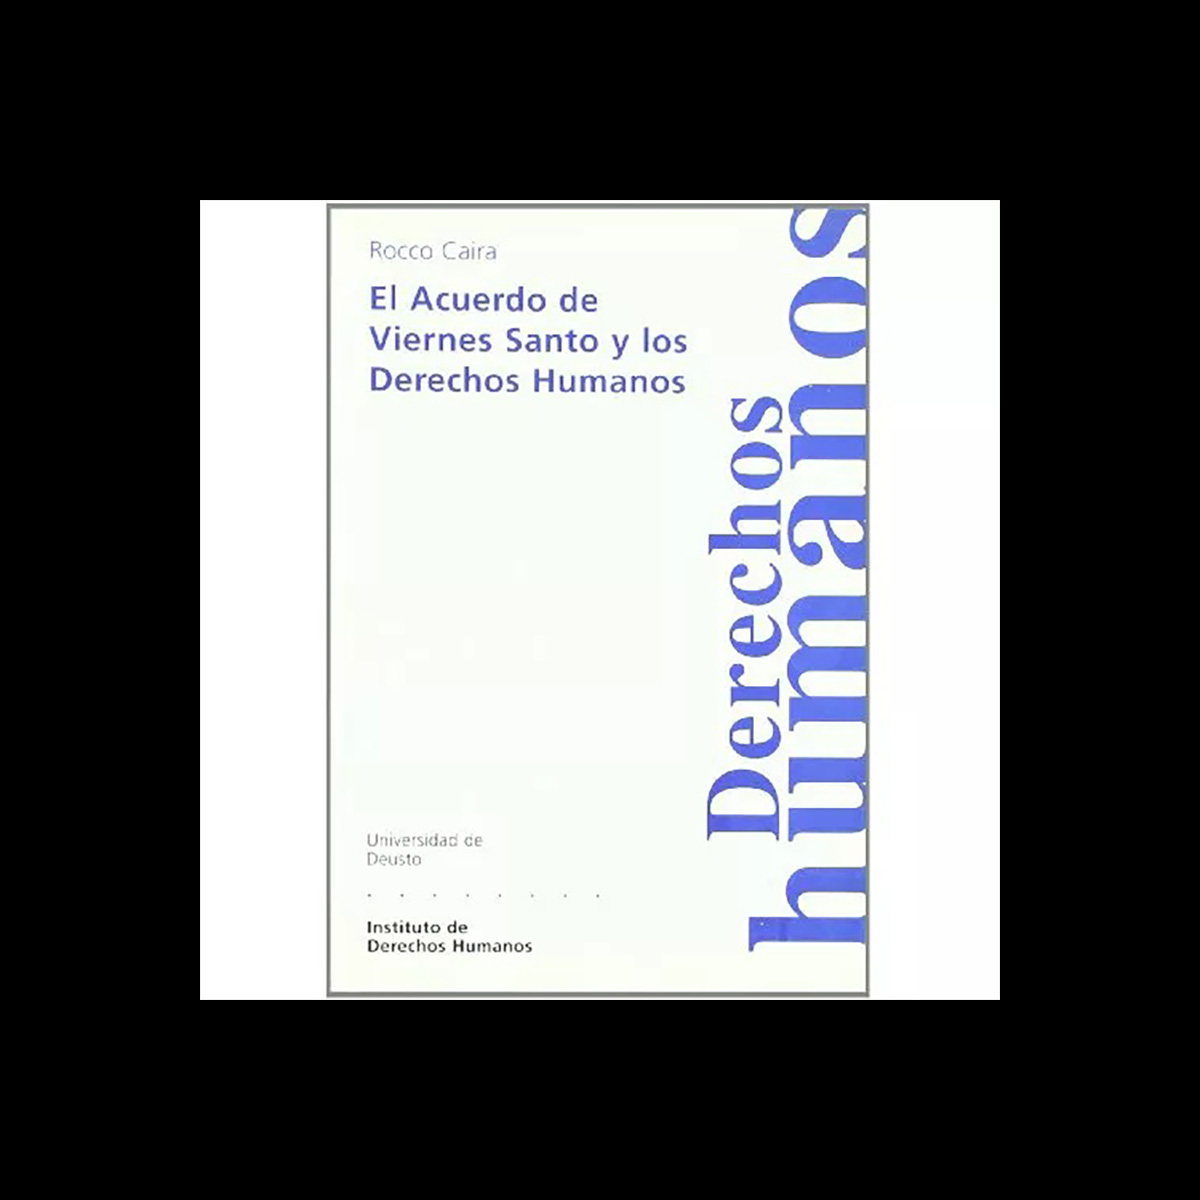 Rocco Caira
El Acuerdo de
Viernes Santo y los
Derechos Humanos
Derechos
humanos
Universidad de
Deusto
Instituto de
Derechos Humanos